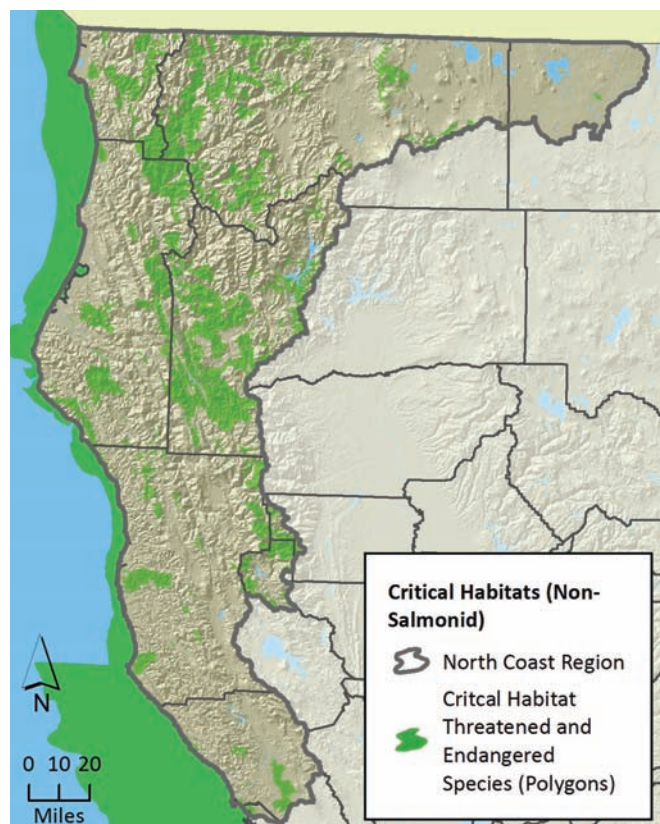 Critical Habitats (Non-
Salmonid)
North Coast Region
Critcal Habitat
Threatened and
Endangered
Species (Polygons)
N
0 10 20
Miles